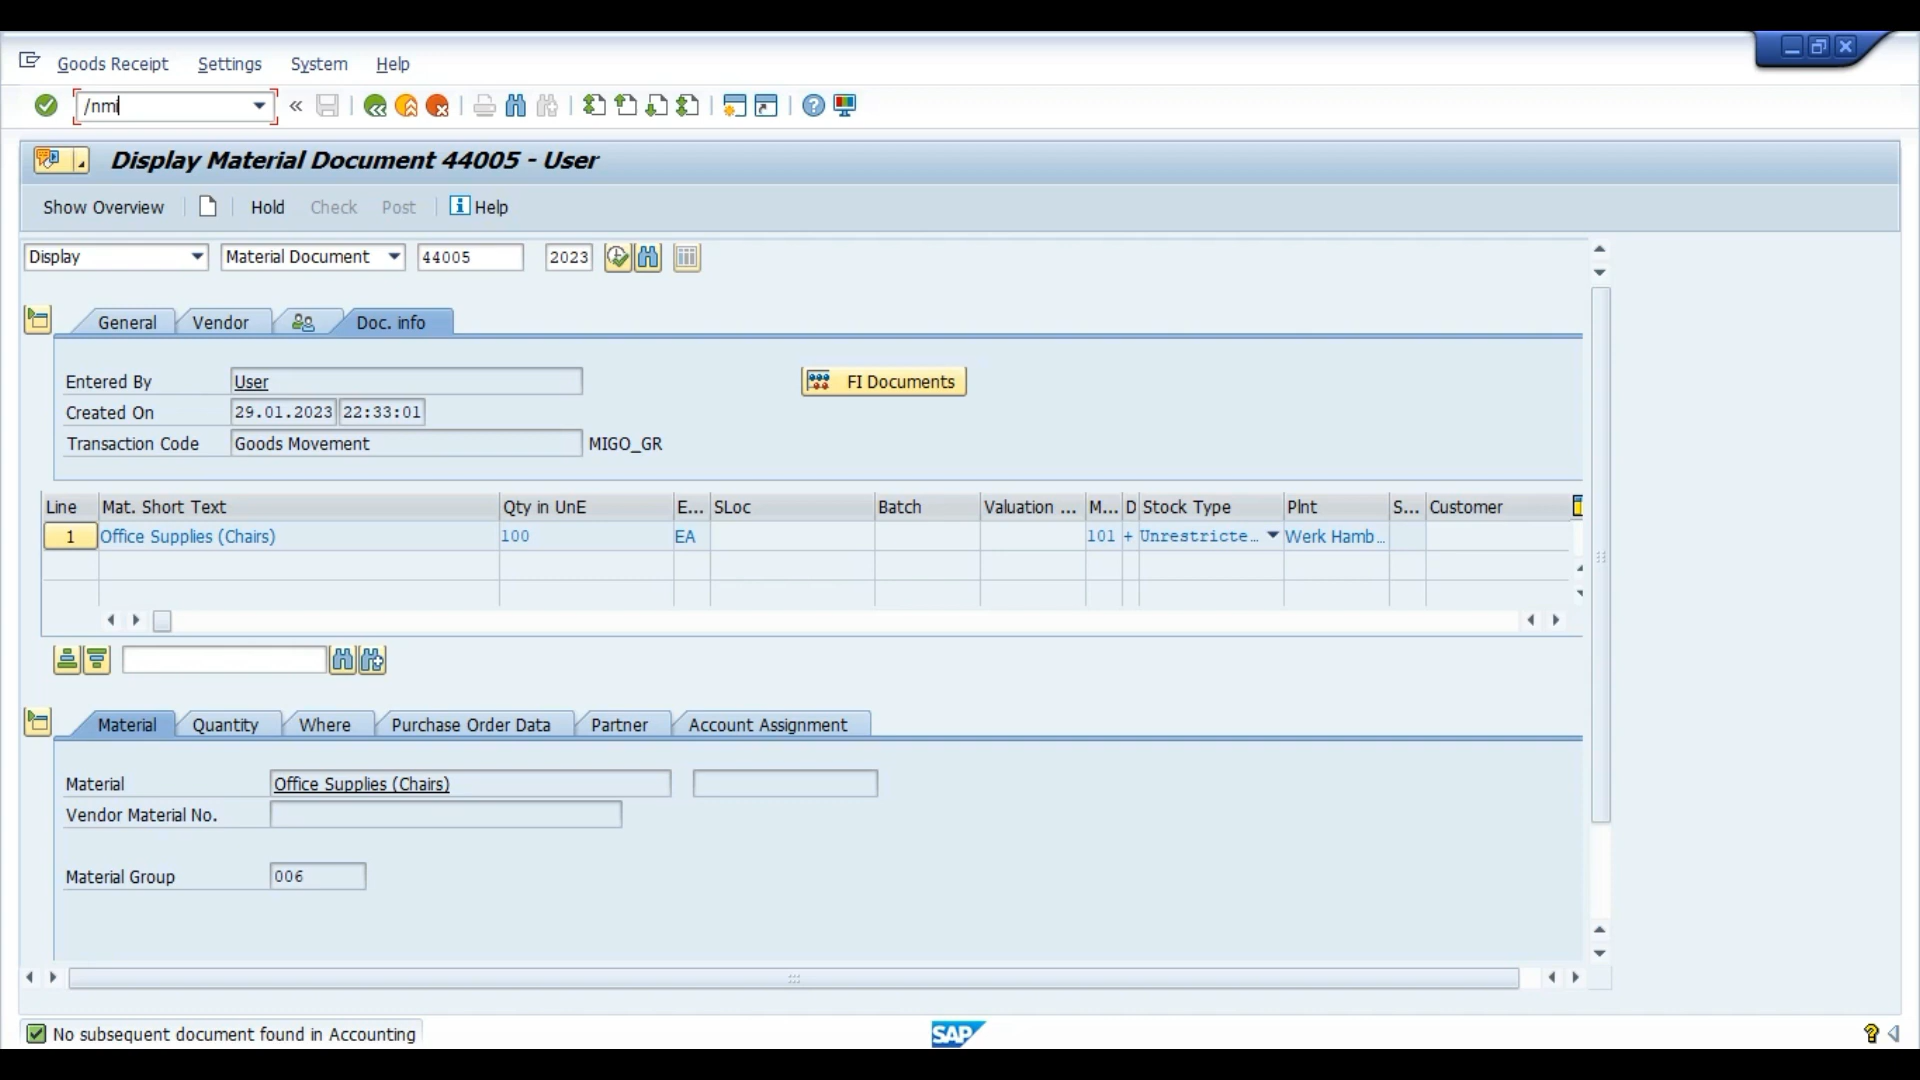 Goods Receipt Settings System Help
/nmi
Display Material Document 44005 - User
Show Overview Hold Check Post Help
Display Material Document 44005 2023
General Vendor Doc. info
Entered By User FI Documents
Created On 29.01.2023 22:33:01
Transaction Code Goods Movement MIGO_GR
Line Mat. Short Text Qty in UnE E... SLoc Batch Valuation ... M... D Stock Type Plnt S... Customer
1 Office Supplies (Chairs) 100 EA 101 + Unrestricte... Werk Hamb...
Material Quantity Where Purchase Order Data Partner Account Assignment
Material Office Supplies (Chairs)
Vendor Material No.
Material Group 006
No subsequent document found in Accounting SAP